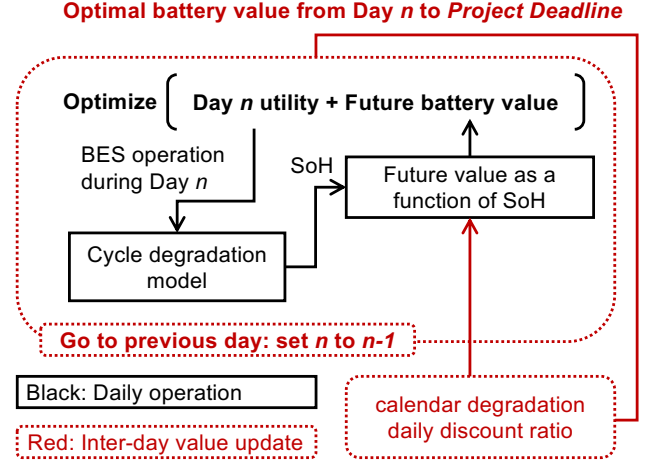 Optimal battery value from Day n to Project Deadline
Optimize ( Day n utility + Future battery value )
BES operation
during Day n
SoH
Future value as a
function of SoH
Cycle degradation
model
Go to previous day: set n to n-1
Black: Daily operation
Red: Inter-day value update
calendar degradation
daily discount ratio